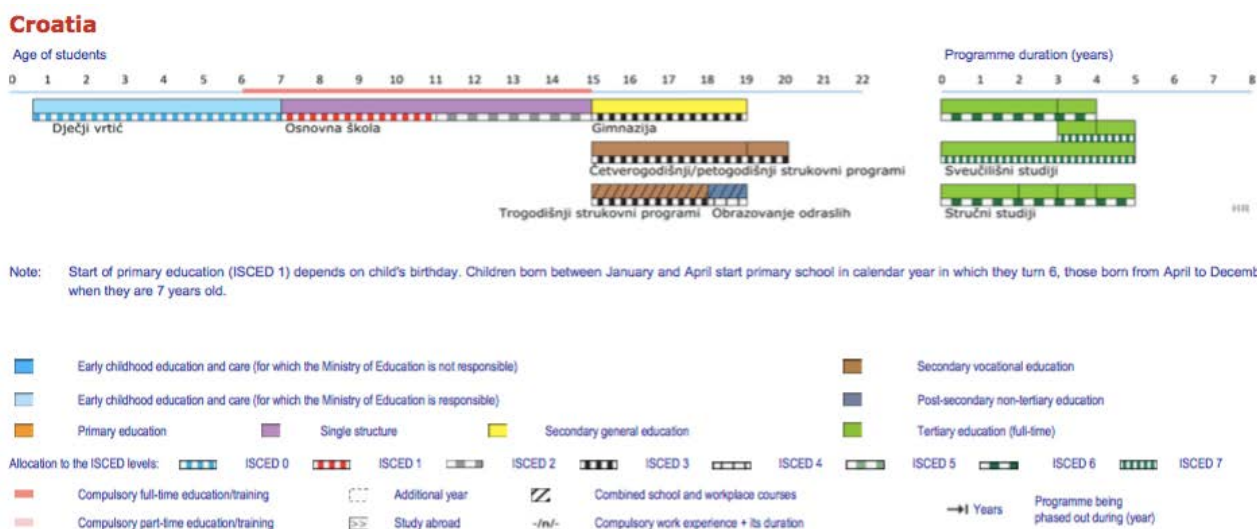 Croatia
Age of students
Programme duration (years)
0 1 2 3 4 5 6 7 8 9 10 11 12 13 14 15 16 17 18 19 20 21 22
0 1 2 3 4 5 6 7 8
Dječji vrtić
Osnovna škola
Gimnazija
Četverogodišnji/petogodišnji strukovni programi
Sveučilišni studiji
Trogodišnji strukovni programi
Obrazovanje odraslih
Stručni studiji
HR
Note: Start of primary education (ISCED 1) depends on child's birthday. Children born between January and April start primary school in calendar year in which they turn 6, those born from April to Decemb
when they are 7 years old.
Early childhood education and care (for which the Ministry of Education is not responsible)
Secondary vocational education
Early childhood education and care (for which the Ministry of Education is responsible)
Post-secondary non-tertiary education
Primary education
Single structure
Secondary general education
Tertiary education (full-time)
Allocation to the ISCED levels: ISCED 0 ISCED 1 ISCED 2 ISCED 3 ISCED 4 ISCED 5 ISCED 6 ISCED 7
Compulsory full-time education/training
Additional year
Combined school and workplace courses
Years
Programme being
phased out during (year)
Compulsory part-time education/training
>> Study abroad
-/n/- Compulsory work experience + its duration